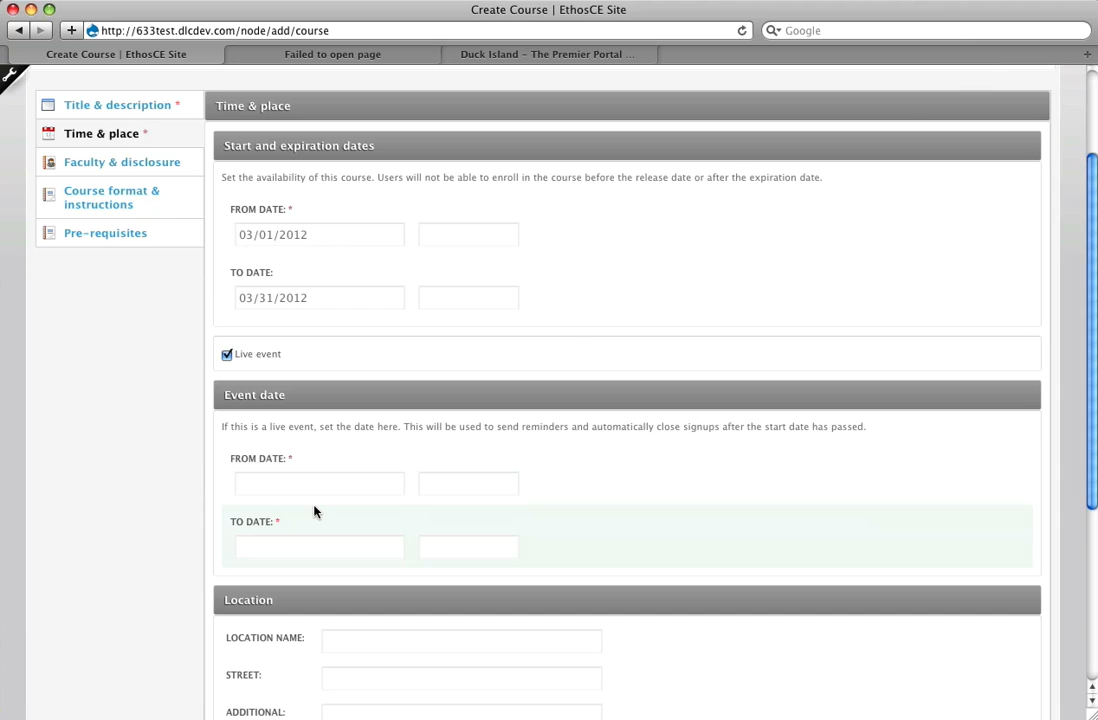 Create Course | EthosCE Site
http://633test.dlcdev.com/node/add/course
Google
Create Course | EthosCE Site
Failed to open page
Duck Island – The Premier Portal ...
Title & description *
Time & place *
Faculty & disclosure
Course format &
instructions
Pre-requisites
Time & place
Start and expiration dates
Set the availability of this course. Users will not be able to enroll in the course before the release date or after the expiration date.
FROM DATE: *
03/01/2012
TO DATE:
03/31/2012
Live event
Event date
If this is a live event, set the date here. This will be used to send reminders and automatically close signups after the start date has passed.
FROM DATE: *
TO DATE: *
Location
LOCATION NAME:
STREET:
ADDITIONAL: